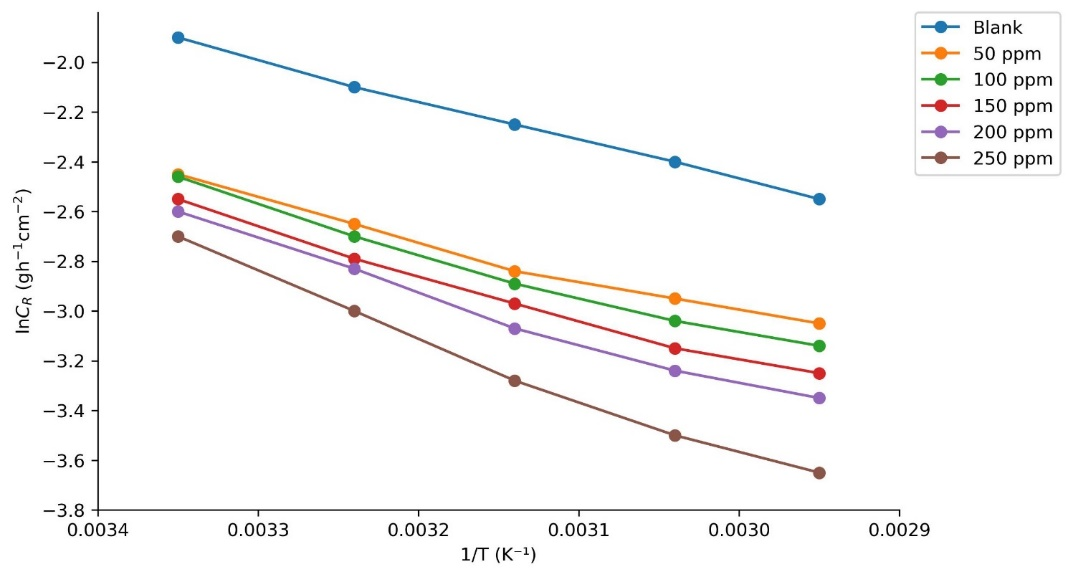 Blank
50 ppm
100 ppm
150 ppm
200 ppm
250 ppm
−2.0
−2.2
−2.4
−2.6
−2.8
−3.0
−3.2
−3.4
−3.6
−3.8
lnC_R (gh⁻¹cm⁻²)
0.0034 0.0033 0.0032 0.0031 0.0030 0.0029
1/T (K⁻¹)